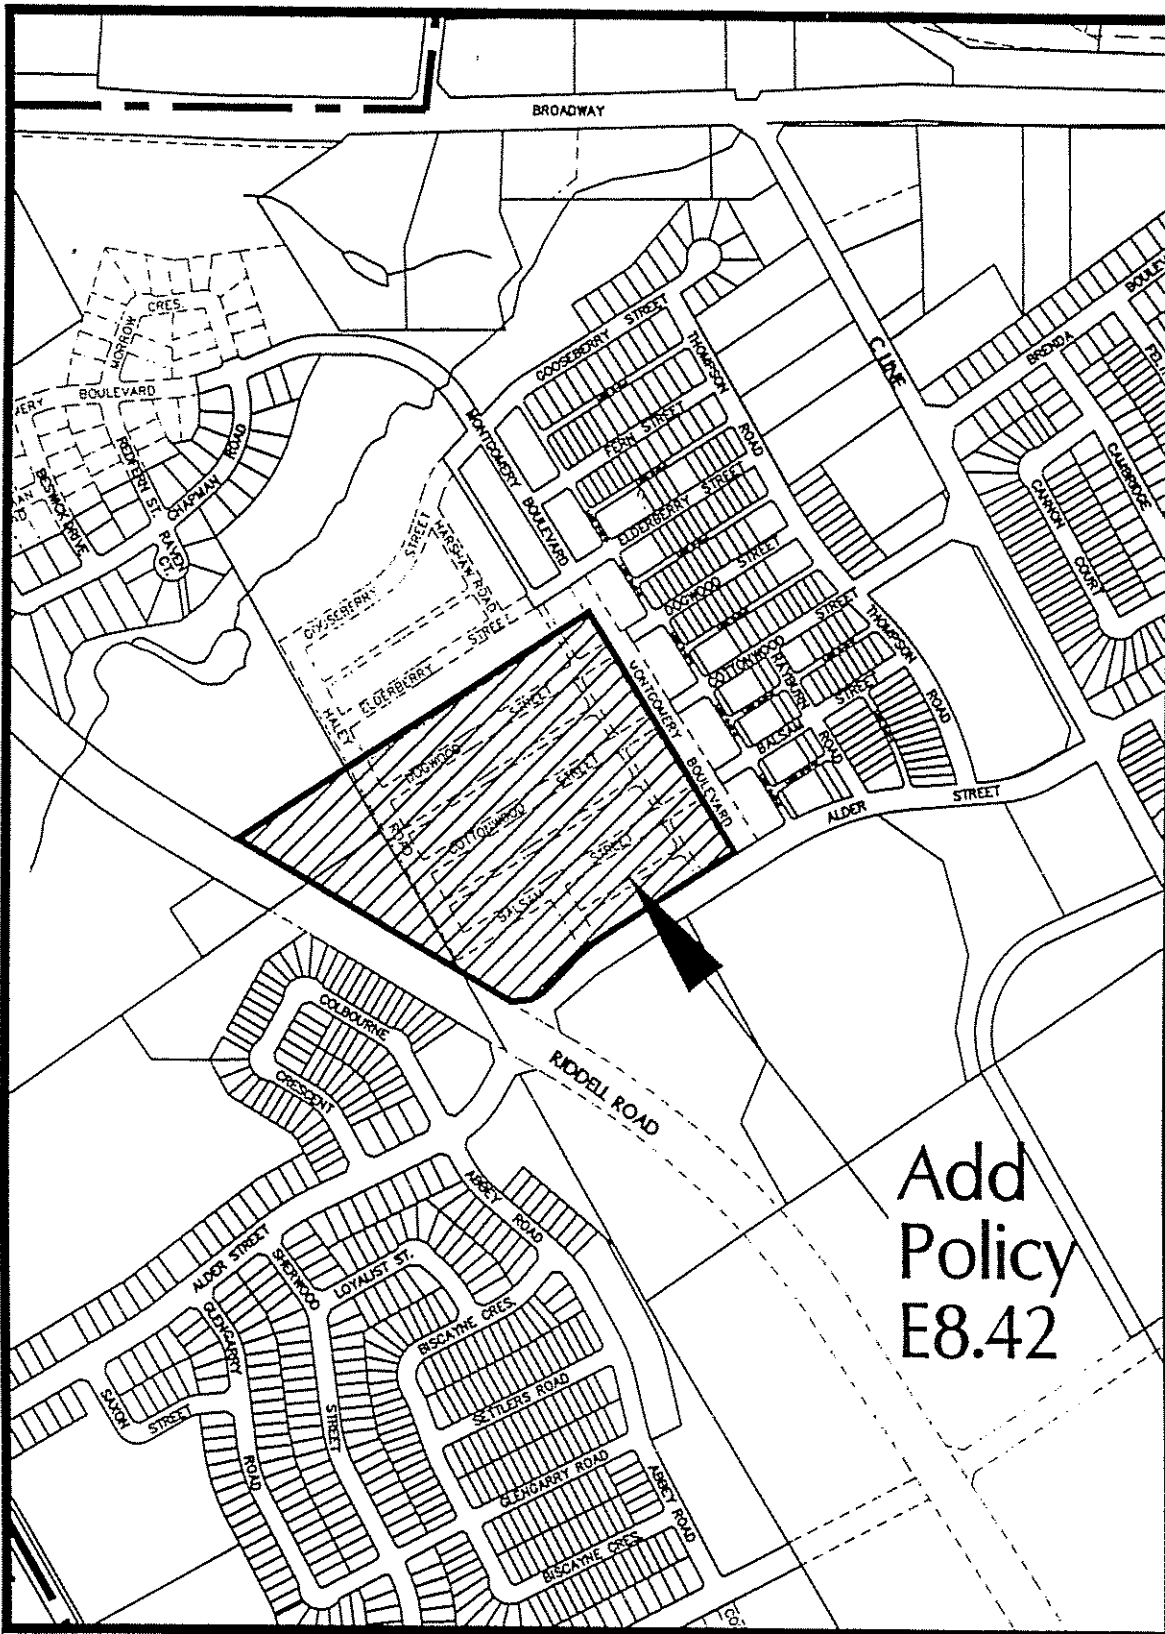 BROADWAY
CRES.
MORROW
BOULEVARD
REDFERN ST.
CHAPMAN
ROAD
BESWICK DRIVE
RAVEN
CT.
GOOSEBERRY STREET
THOMPSON
ROAD
FERN STREET
ELDERBERRY STREET
DOGWOOD STREET
COTTONWOOD STREET
RAYBURN
ROAD
BALSAM STREET
THOMPSON
ROAD
MONTGOMERY
BOULEVARD
C LINE
BRENDA
CAMBRIDGE
CANNON
COURT
GOOSEBERRY STREET
HARSHAW ROAD
ELDERBERRY STREET
HALEY
ROAD
DOGWOOD STREET
COTTONWOOD STREET
BALSAM STREET
MONTGOMERY
BOULEVARD
ALDER STREET
COLBOURNE
CRESCENT
RIDDELL ROAD
Add
Policy
E8.42
ABBEY ROAD
ALDER STREET
SHERWOOD
STREET
LOYALIST ST.
GLENGARRY
ROAD
BISCAYNE CRES.
SAXON
STREET
SETTLERS ROAD
GLENGARRY ROAD
ABBEY ROAD
BISCAYNE CRES.